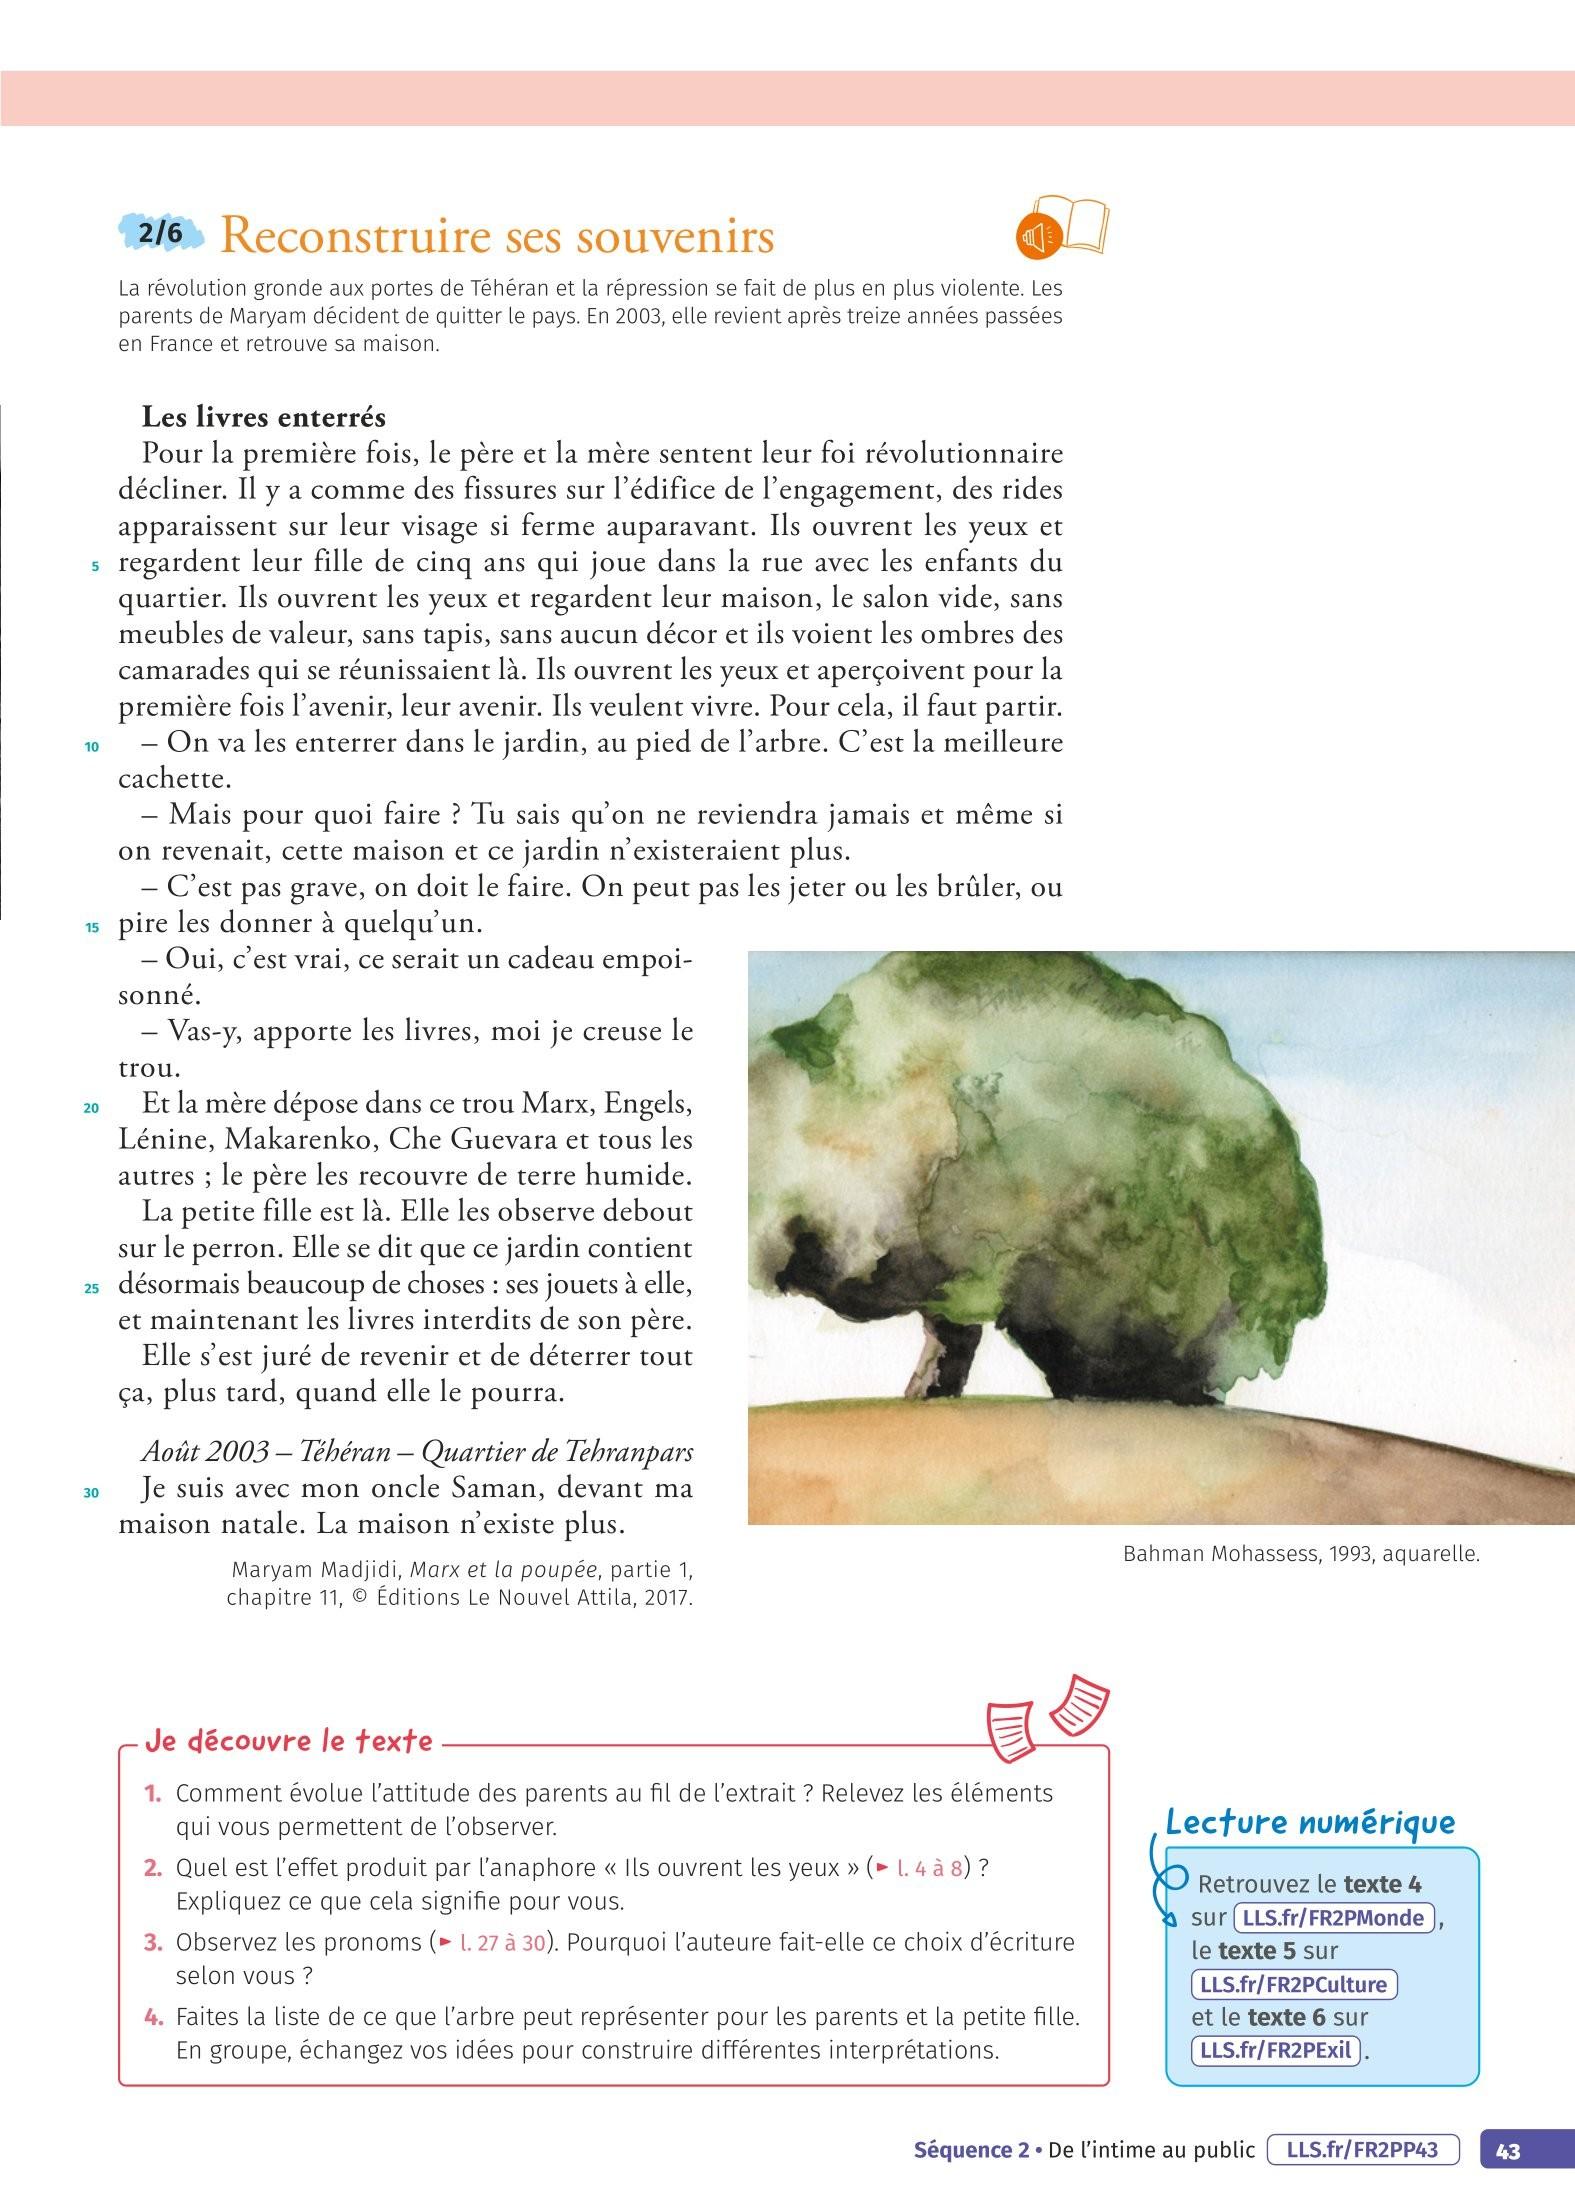 2/6 Reconstruire ses souvenirs
La révolution gronde aux portes de Téhéran et la répression se fait de plus en plus violente. Les
parents de Maryam décident de quitter le pays. En 2003, elle revient après treize années passées
en France et retrouve sa maison.
Les livres enterrés
Pour la première fois, le père et la mère sentent leur foi révolutionnaire
décliner. Il y a comme des fissures sur l'édifice de l'engagement, des rides
apparaissent sur leur visage si ferme auparavant. Ils ouvrent les yeux et
5 regardent leur fille de cinq ans qui joue dans la rue avec les enfants du
quartier. Ils ouvrent les yeux et regardent leur maison, le salon vide, sans
meubles de valeur, sans tapis, sans aucun décor et ils voient les ombres des
camarades qui se réunissaient là. Ils ouvrent les yeux et aperçoivent pour la
première fois l'avenir, leur avenir. Ils veulent vivre. Pour cela, il faut partir.
10 – On va les enterrer dans le jardin, au pied de l'arbre. C'est la meilleure
cachette.
– Mais pour quoi faire ? Tu sais qu'on ne reviendra jamais et même si
on revenait, cette maison et ce jardin n'existeraient plus.
– C'est pas grave, on doit le faire. On peut pas les jeter ou les brûler, ou
15 pire les donner à quelqu'un.
– Oui, c'est vrai, ce serait un cadeau empoi-
sonné.
– Vas-y, apporte les livres, moi je creuse le
trou.
20 Et la mère dépose dans ce trou Marx, Engels,
Lénine, Makarenko, Che Guevara et tous les
autres ; le père les recouvre de terre humide.
La petite fille est là. Elle les observe debout
sur le perron. Elle se dit que ce jardin contient
25 désormais beaucoup de choses : ses jouets à elle,
et maintenant les livres interdits de son père.
Elle s'est juré de revenir et de déterrer tout
ça, plus tard, quand elle le pourra.
Août 2003 – Téhéran – Quartier de Tehranpars
30 Je suis avec mon oncle Saman, devant ma
maison natale. La maison n'existe plus.
Maryam Madjidi, Marx et la poupée, partie 1,
chapitre 11, © Éditions Le Nouvel Attila, 2017.
Bahman Mohassess, 1993, aquarelle.
Je découvre le texte
1. Comment évolue l'attitude des parents au fil de l'extrait ? Relevez les éléments
qui vous permettent de l'observer.
2. Quel est l'effet produit par l'anaphore « Ils ouvrent les yeux » (► l. 4 à 8) ?
Expliquez ce que cela signifie pour vous.
3. Observez les pronoms (► l. 27 à 30). Pourquoi l'auteure fait-elle ce choix d'écriture
selon vous ?
4. Faites la liste de ce que l'arbre peut représenter pour les parents et la petite fille.
En groupe, échangez vos idées pour construire différentes interprétations.
Lecture numérique
Retrouvez le texte 4
sur LLS.fr/FR2PMonde ,
le texte 5 sur
LLS.fr/FR2PCulture
et le texte 6 sur
LLS.fr/FR2PExil .
Séquence 2 • De l'intime au public LLS.fr/FR2PP43 43